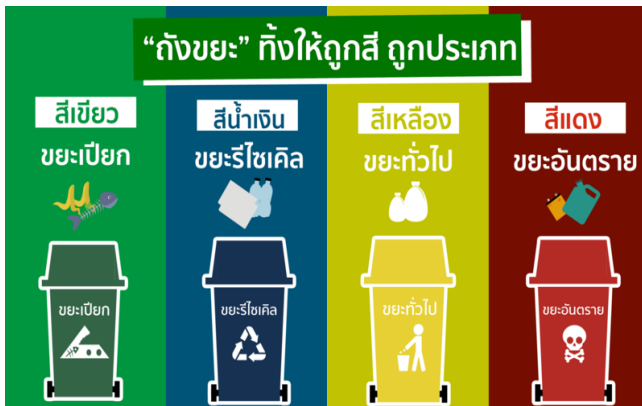 “ถังขยะ” ทิ้งให้ถูกสี ถูกประเภท
สีเขียว
ขยะเปียก
ขยะเปียก
สีน้ำเงิน
ขยะรีไซเคิล
ขยะรีไซเคิล
สีเหลือง
ขยะทั่วไป
ขยะทั่วไป
สีแดง
ขยะอันตราย
ขยะอันตราย